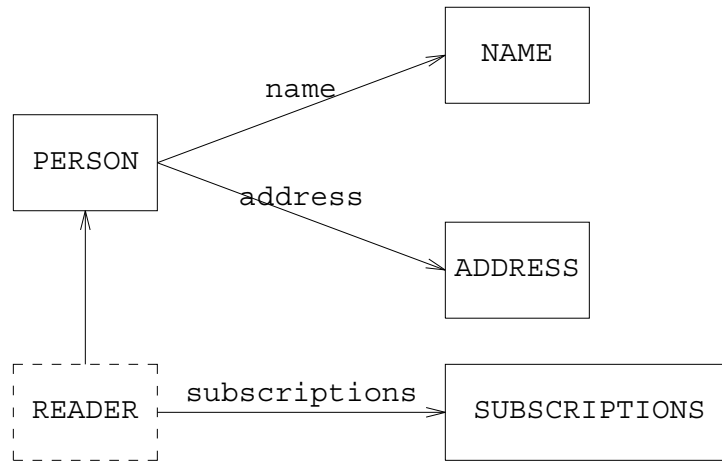 NAME
name
PERSON
address
ADDRESS
READER
subscriptions
SUBSCRIPTIONS